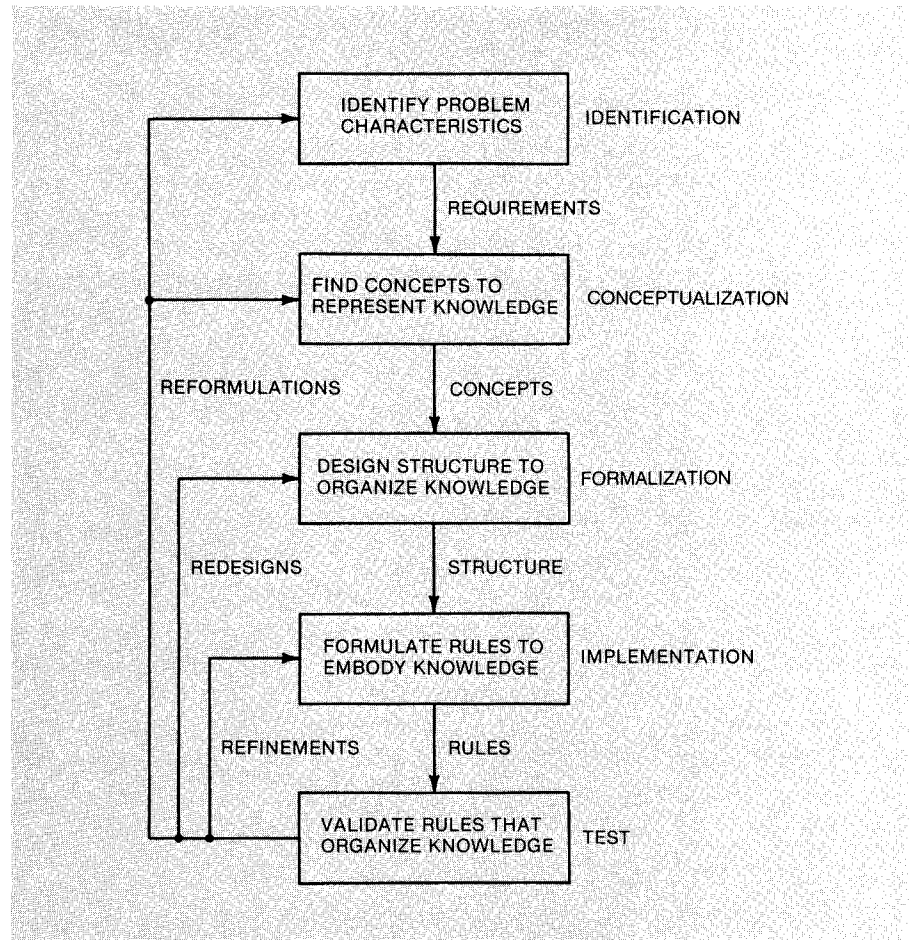 IDENTIFY PROBLEM
CHARACTERISTICS
IDENTIFICATION
REQUIREMENTS
FIND CONCEPTS TO
REPRESENT KNOWLEDGE
CONCEPTUALIZATION
REFORMULATIONS
CONCEPTS
DESIGN STRUCTURE TO
ORGANIZE KNOWLEDGE
FORMALIZATION
REDESIGNS
STRUCTURE
FORMULATE RULES TO
EMBODY KNOWLEDGE
IMPLEMENTATION
REFINEMENTS
RULES
VALIDATE RULES THAT
ORGANIZE KNOWLEDGE
TEST